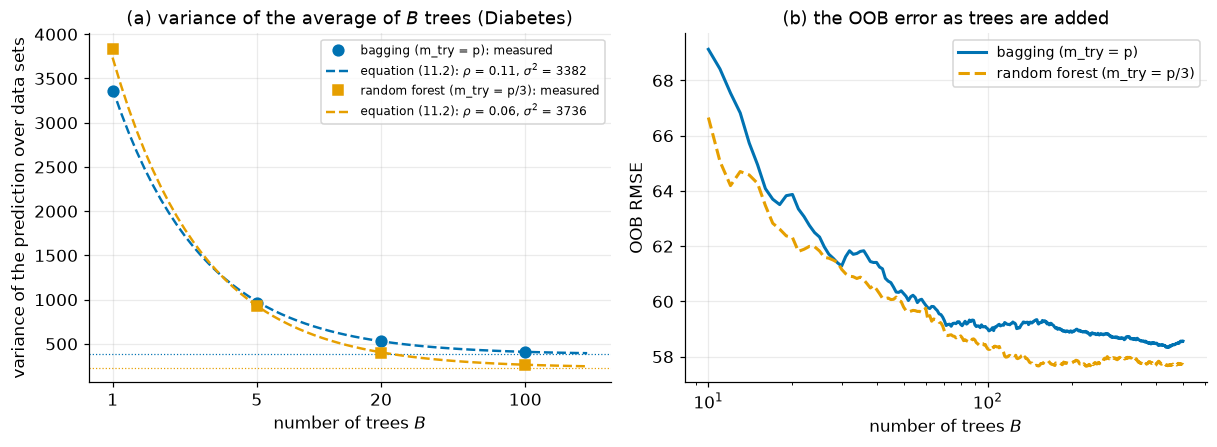 (a) variance of the average of B trees (Diabetes)
variance of the prediction over data sets
4000
3500
3000
2500
2000
1500
1000
500
bagging (m_try = p): measured
equation (11.2): ρ = 0.11, σ² = 3382
random forest (m_try = p/3): measured
equation (11.2): ρ = 0.06, σ² = 3736
1
5
20
100
number of trees B
(b) the OOB error as trees are added
OOB RMSE
68
66
64
62
60
58
bagging (m_try = p)
random forest (m_try = p/3)
10¹
10²
number of trees B